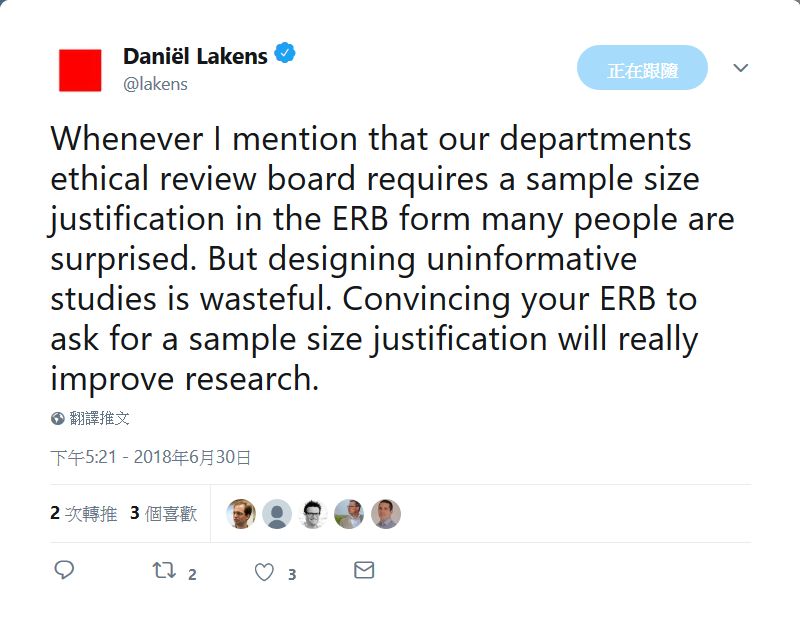 Daniël Lakens
@lakens
正在跟隨
Whenever I mention that our departments
ethical review board requires a sample size
justification in the ERB form many people are
surprised. But designing uninformative
studies is wasteful. Convincing your ERB to
ask for a sample size justification will really
improve research.
翻譯推文
下午5:21 - 2018年6月30日
2 次轉推 3 個喜歡
2 3